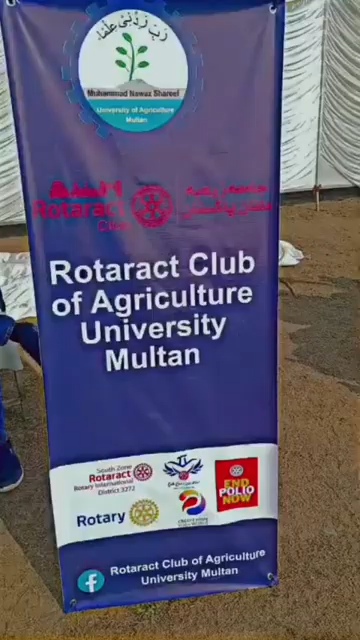 رَبِّ زِدْنِي عِلْمًا
Muhammad Nawaz Shareef
University of Agriculture
Multan
Rotaract
Club
Rotaract Club
of Agriculture
University
Multan
South Zone
Rotaract
Rotary International
District 3272
Rotary
END
POLIO
NOW
Rotaract Club of Agriculture
University Multan